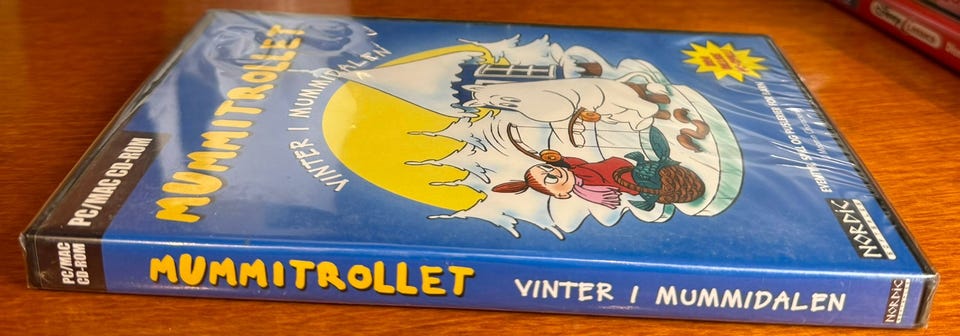 PC/MAC CD-ROM
MUMMITROLLET
VINTER I MUMMIDALEN
NORDIC
PC/MAC
CD-ROM
MUMMITROLLET
VINTER I MUMMIDALEN
NORDIC